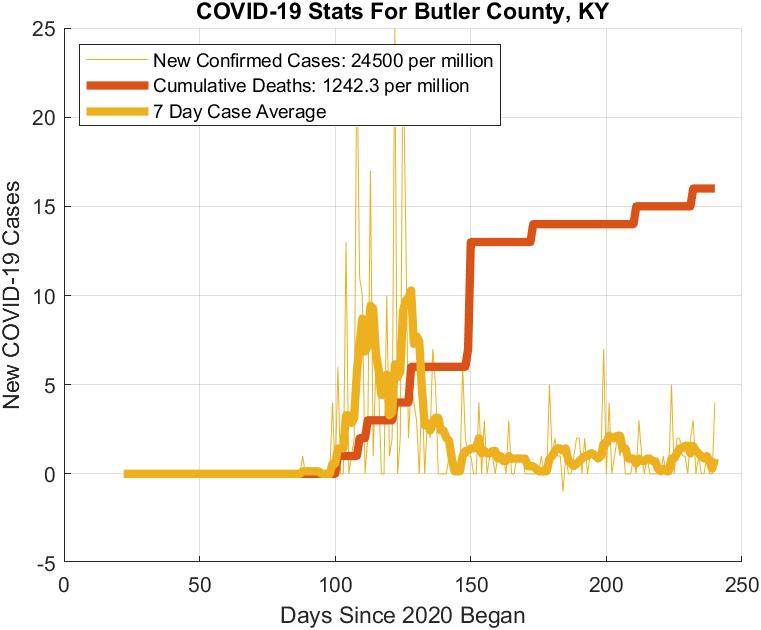 COVID-19 Stats For Butler County, KY
25
New Confirmed Cases: 24500 per million
Cumulative Deaths: 1242.3 per million
7 Day Case Average
20
15
10
5
0
-5
New COVID-19 Cases
0 50 100 150 200 250
Days Since 2020 Began